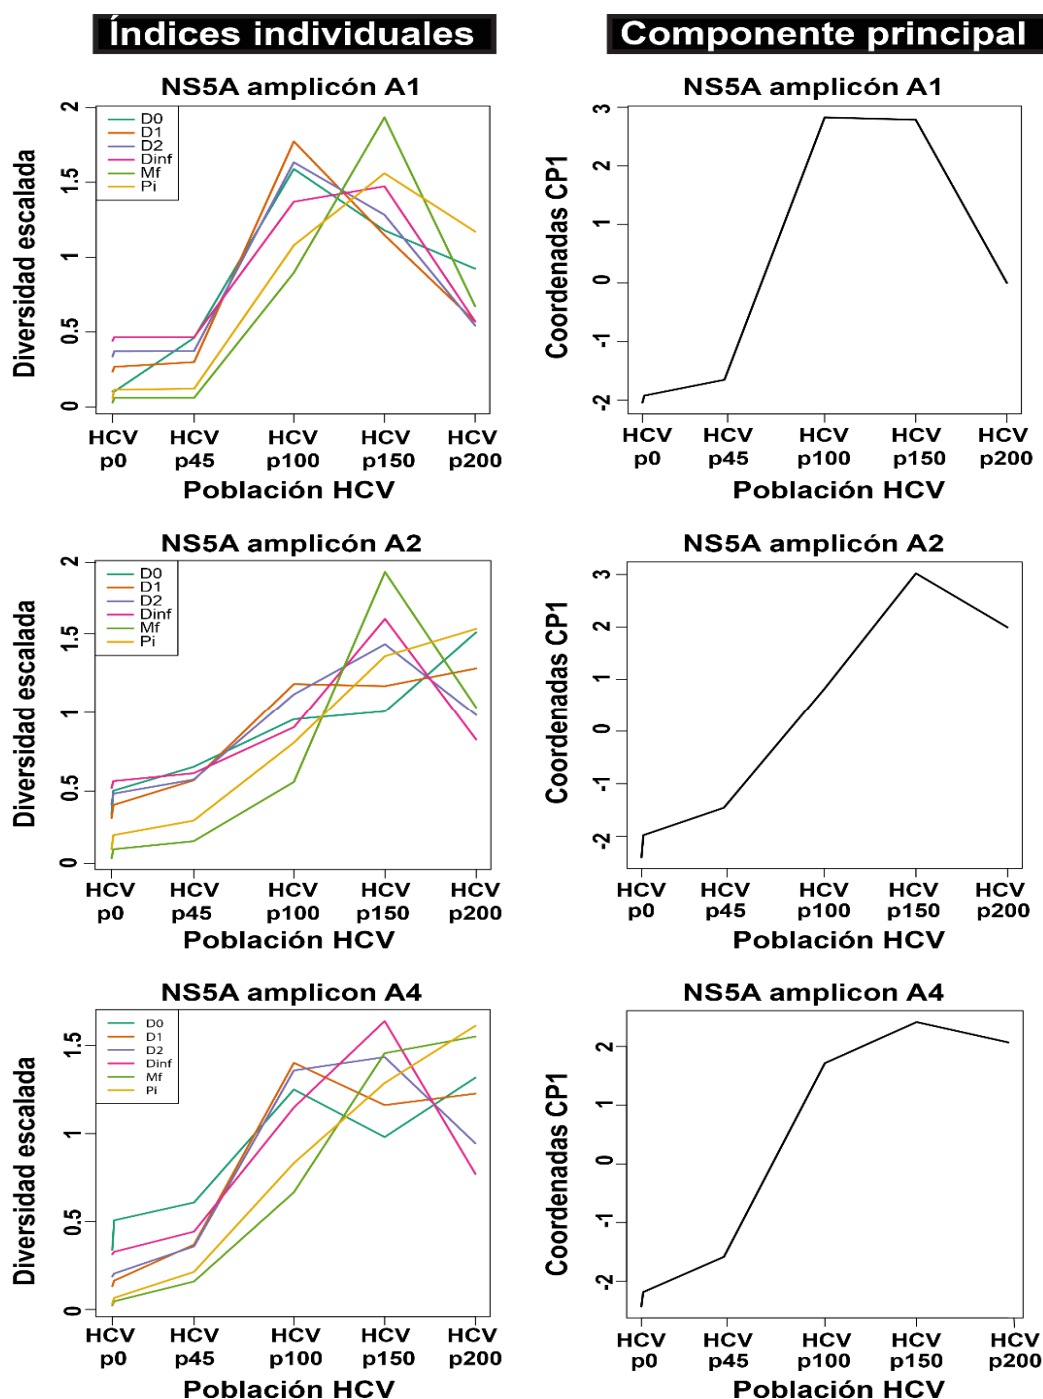 Índices individuales
Componente principal
NS5A amplicón A1
Diversidad escalada
2
1.5
1
0.5
0
D0
D1
D2
Dinf
Mf
Pi
HCV p0
HCV p45
HCV p100
HCV p150
HCV p200
Población HCV
NS5A amplicón A1
Coordenadas CP1
3
2
1
0
-1
-2
HCV p0
HCV p45
HCV p100
HCV p150
HCV p200
Población HCV
NS5A amplicón A2
Diversidad escalada
2
1.5
1
0.5
0
D0
D1
D2
Dinf
Mf
Pi
HCV p0
HCV p45
HCV p100
HCV p150
HCV p200
Población HCV
NS5A amplicón A2
Coordenadas CP1
3
2
1
0
-1
-2
HCV p0
HCV p45
HCV p100
HCV p150
HCV p200
Población HCV
NS5A amplicon A4
Diversidad escalada
1.5
1
0.5
0
D0
D1
D2
Dinf
Mf
Pi
HCV p0
HCV p45
HCV p100
HCV p150
HCV p200
Población HCV
NS5A amplicon A4
Coordenadas CP1
2
1
0
-1
-2
HCV p0
HCV p45
HCV p100
HCV p150
HCV p200
Población HCV